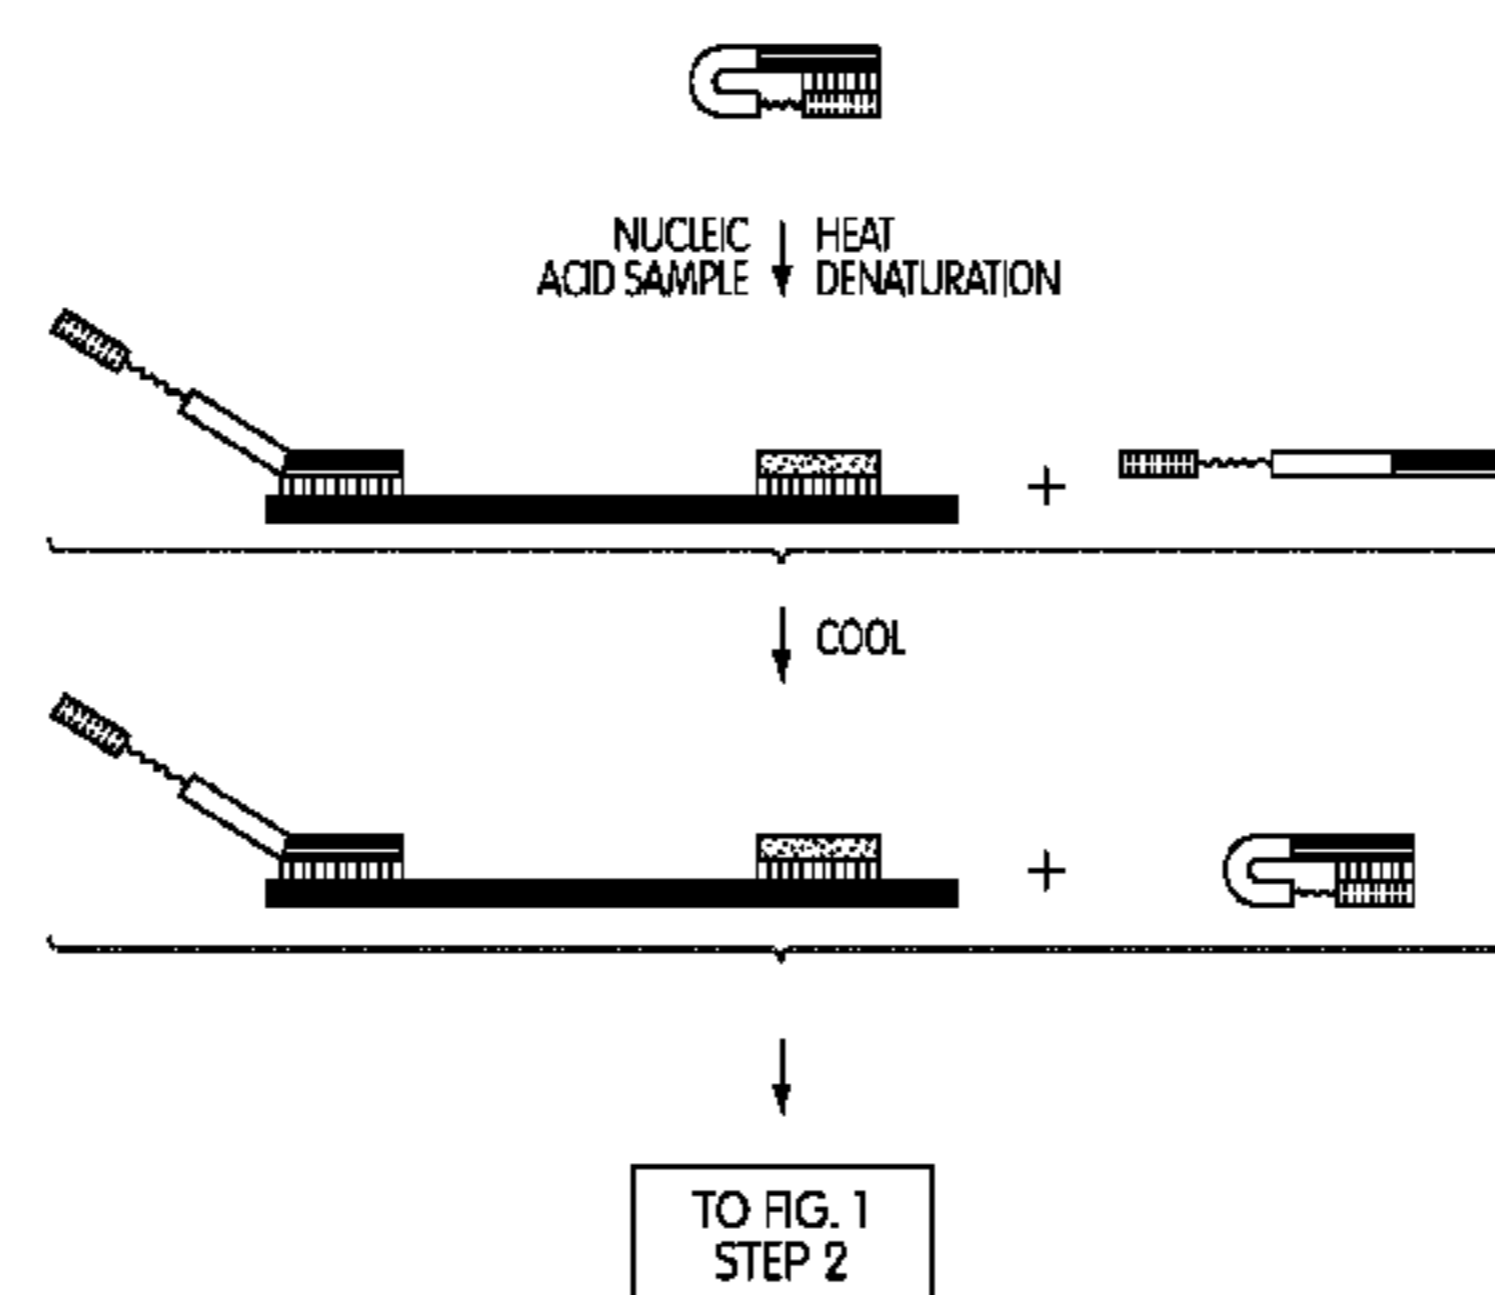 NUCLEIC
ACID SAMPLE
HEAT
DENATURATION
+
COOL
+
TO FIG. 1
STEP 2